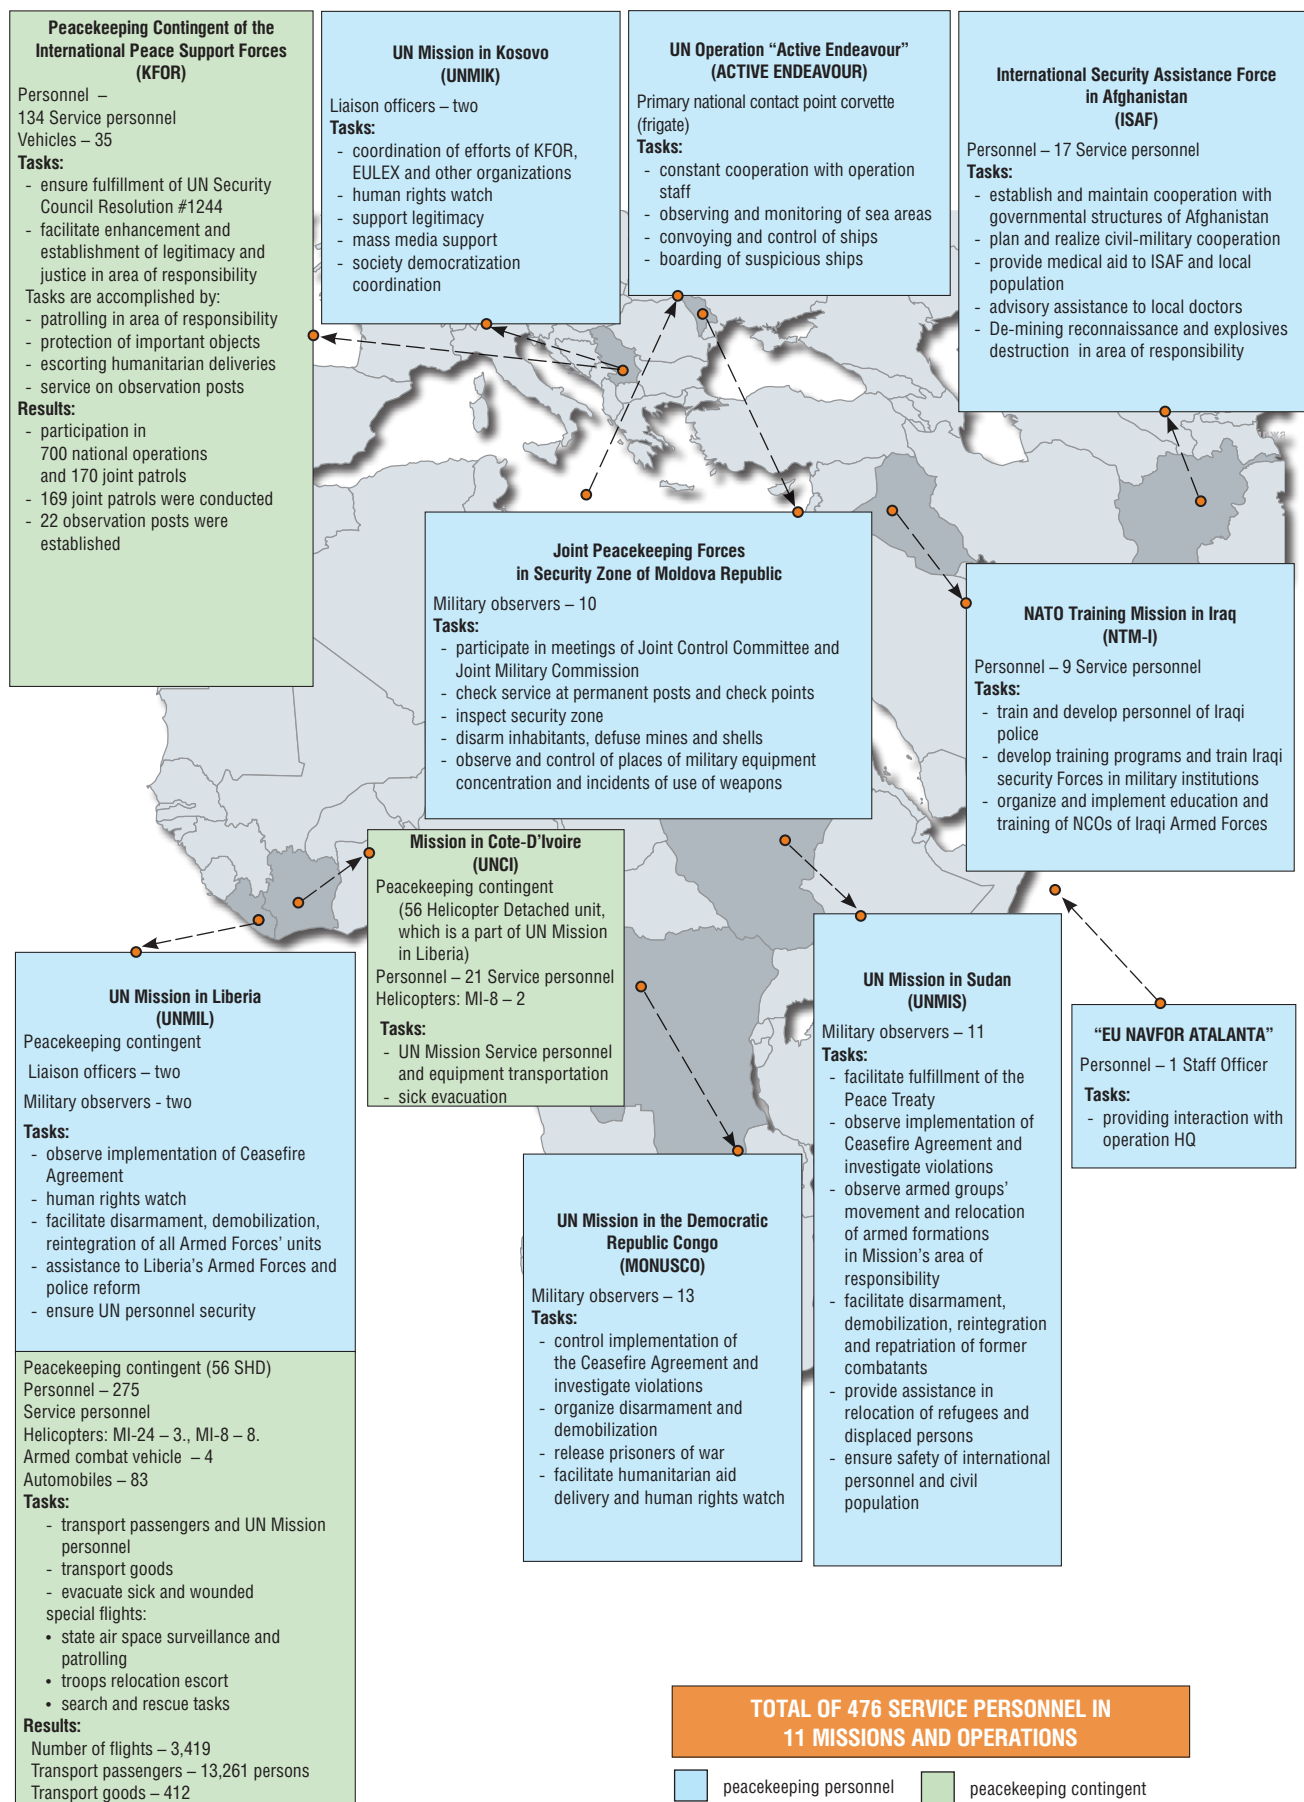 Peacekeeping Contingent of the
International Peace Support Forces
(KFOR)
Personnel –
134 Service personnel
Vehicles – 35
Tasks:
- ensure fulfillment of UN Security
Council Resolution #1244
- facilitate enhancement and
establishment of legitimacy and
justice in area of responsibility
Tasks are accomplished by:
- patrolling in area of responsibility
- protection of important objects
- escorting humanitarian deliveries
- service on observation posts
Results:
- participation in
700 national operations
and 170 joint patrols
- 169 joint patrols were conducted
- 22 observation posts were
established
UN Mission in Kosovo
(UNMIK)
Liaison officers – two
Tasks:
- coordination of efforts of KFOR,
EULEX and other organizations
- human rights watch
- support legitimacy
- mass media support
- society democratization
coordination
UN Operation “Active Endeavour”
(ACTIVE ENDEAVOUR)
Primary national contact point corvette
(frigate)
Tasks:
- constant cooperation with operation
staff
- observing and monitoring of sea areas
- convoying and control of ships
- boarding of suspicious ships
International Security Assistance Force
in Afghanistan
(ISAF)
Personnel – 17 Service personnel
Tasks:
- establish and maintain cooperation with
governmental structures of Afghanistan
- plan and realize civil-military cooperation
- provide medical aid to ISAF and local
population
- advisory assistance to local doctors
- De-mining reconnaissance and explosives
destruction in area of responsibility
Joint Peacekeeping Forces
in Security Zone of Moldova Republic
Military observers – 10
Tasks:
- participate in meetings of Joint Control Committee and
Joint Military Commission
- check service at permanent posts and check points
- inspect security zone
- disarm inhabitants, defuse mines and shells
- observe and control of places of military equipment
concentration and incidents of use of weapons
NATO Training Mission in Iraq
(NTM-I)
Personnel – 9 Service personnel
Tasks:
- train and develop personnel of Iraqi
police
- develop training programs and train Iraqi
security Forces in military institutions
- organize and implement education and
training of NCOs of Iraqi Armed Forces
Mission in Cote-D’Ivoire
(UNCI)
Peacekeeping contingent
(56 Helicopter Detached unit,
which is a part of UN Mission
in Liberia)
Personnel – 21 Service personnel
Helicopters: MI-8 – 2
Tasks:
- UN Mission Service personnel
and equipment transportation
- sick evacuation
UN Mission in Liberia
(UNMIL)
Peacekeeping contingent
Liaison officers – two
Military observers - two
Tasks:
- observe implementation of Ceasefire
Agreement
- human rights watch
- facilitate disarmament, demobilization,
reintegration of all Armed Forces’ units
- assistance to Liberia’s Armed Forces and
police reform
- ensure UN personnel security
Peacekeeping contingent (56 SHD)
Personnel – 275
Service personnel
Helicopters: MI-24 – 3., MI-8 – 8.
Armed combat vehicle – 4
Automobiles – 83
Tasks:
- transport passengers and UN Mission
personnel
- transport goods
- evacuate sick and wounded
special flights:
• state air space surveillance and
patrolling
• troops relocation escort
• search and rescue tasks
Results:
Number of flights – 3,419
Transport passengers – 13,261 persons
Transport goods – 412
UN Mission in the Democratic
Republic Congo
(MONUSCO)
Military observers – 13
Tasks:
- control implementation of
the Ceasefire Agreement and
investigate violations
- organize disarmament and
demobilization
- release prisoners of war
- facilitate humanitarian aid
delivery and human rights watch
UN Mission in Sudan
(UNMIS)
Military observers – 11
Tasks:
- facilitate fulfillment of the
Peace Treaty
- observe implementation of
Ceasefire Agreement and
investigate violations
- observe armed groups’
movement and relocation
of armed formations
in Mission’s area of
responsibility
- facilitate disarmament,
demobilization, reintegration
and repatriation of former
combatants
- provide assistance in
relocation of refugees and
displaced persons
- ensure safety of international
personnel and civil
population
“EU NAVFOR ATALANTA”
Personnel – 1 Staff Officer
Tasks:
- providing interaction with
operation HQ
TOTAL OF 476 SERVICE PERSONNEL IN
11 MISSIONS AND OPERATIONS
peacekeeping personnel
peacekeeping contingent